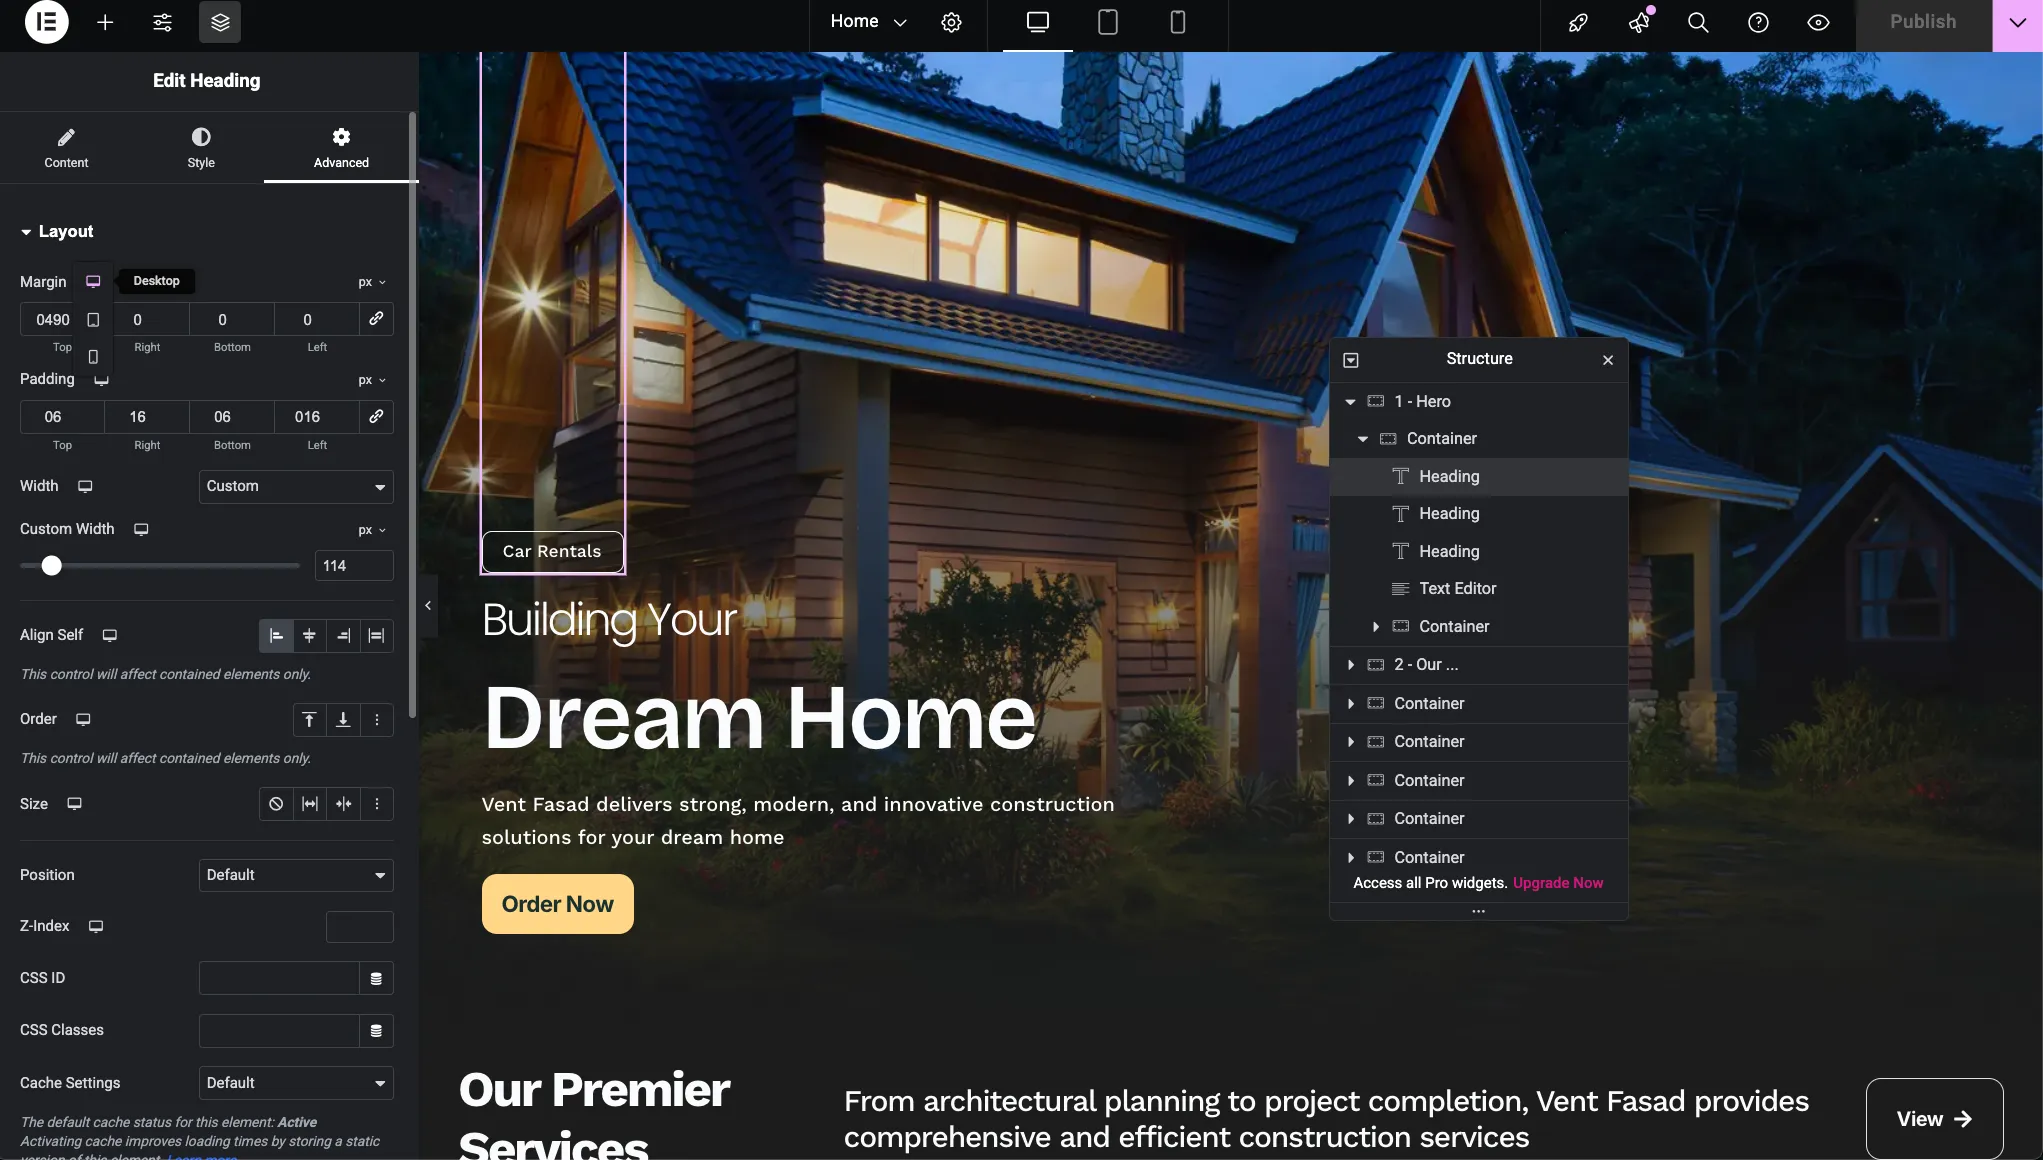 Home
Publish
Edit Heading
Content
Style
Advanced
Layout
Margin
Desktop
px
0490
0
0
0
Top
Right
Bottom
Left
Padding
px
06
16
06
016
Top
Right
Bottom
Left
Width
Custom
Custom Width
px
114
Align Self
This control will affect contained elements only.
Order
This control will affect contained elements only.
Size
Position
Default
Z-Index
CSS ID
CSS Classes
Cache Settings
Default
The default cache status for this element: Active
Activating cache improves loading times by storing a static
version of this element. Learn more
Car Rentals
Building Your
Dream Home
Vent Fasad delivers strong, modern, and innovative construction
solutions for your dream home
Order Now
Structure
1 - Hero
Container
Heading
Heading
Heading
Text Editor
Container
2 - Our ...
Container
Container
Container
Container
Container
Access all Pro widgets. Upgrade Now
Our Premier
Services
From architectural planning to project completion, Vent Fasad provides
comprehensive and efficient construction services
View